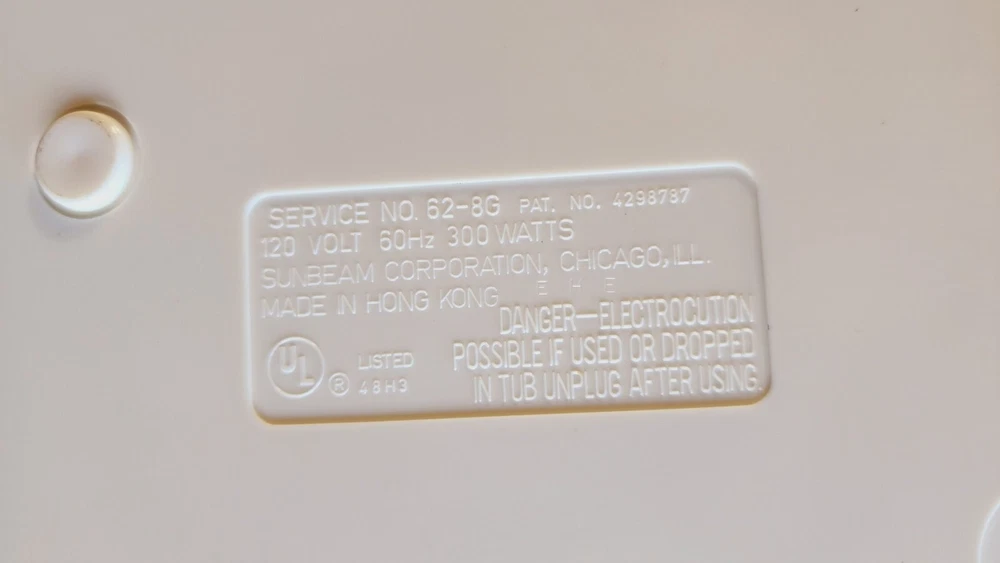 SERVICE NO. 62-8G PAT. NO. 4298787
120 VOLT 60Hz 300 WATTS
SUNBEAM CORPORATION, CHICAGO, ILL.
MADE IN HONG KONG E 4 E
DANGER—ELECTROCUTION
POSSIBLE IF USED OR DROPPED
IN TUB UNPLUG AFTER USING.
UL ® LISTED
48H3